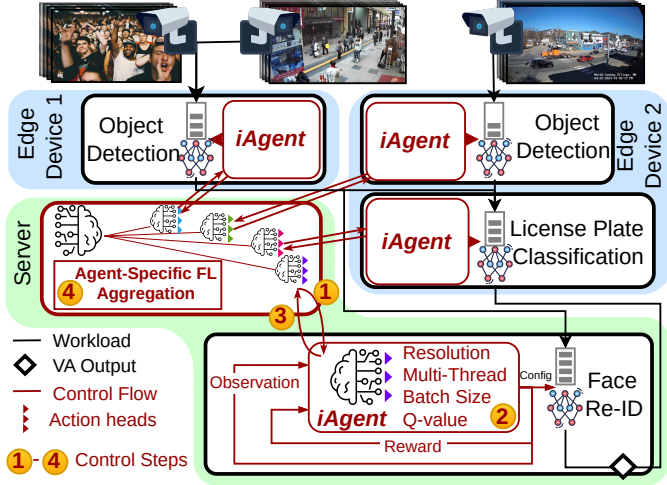 Edge
Device 1
Object
Detection
iAgent
iAgent
Object
Detection
Edge
Device 2
Server
Agent-Specific FL
Aggregation
4
1
3
iAgent
License Plate
Classification
Workload
VA Output
Control Flow
Action heads
1 - 4 Control Steps
Observation
iAgent
Resolution
Multi-Thread
Batch Size
Q-value
2
Config
Reward
Face
Re-ID